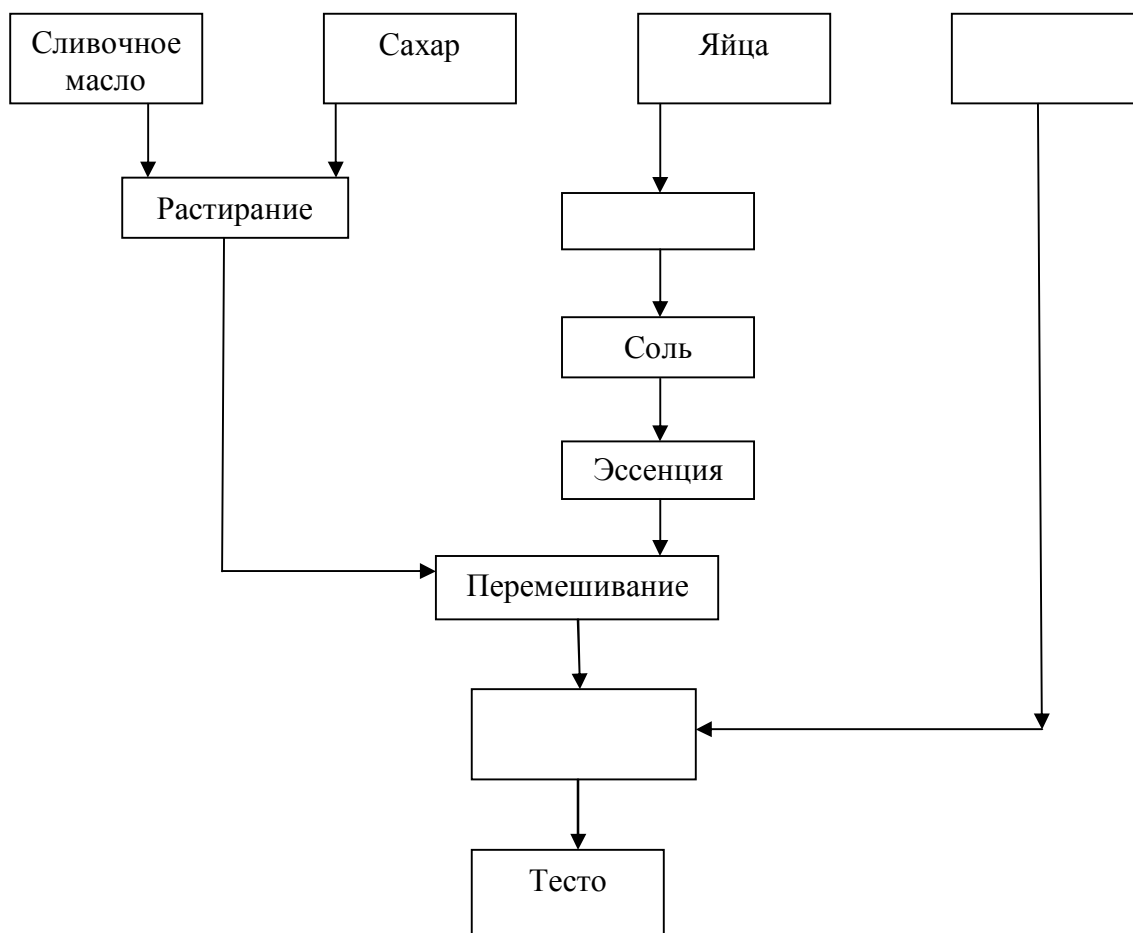 Сливочное
масло
Сахар
Яйца
Растирание
Соль
Эссенция
Перемешивание
Тесто